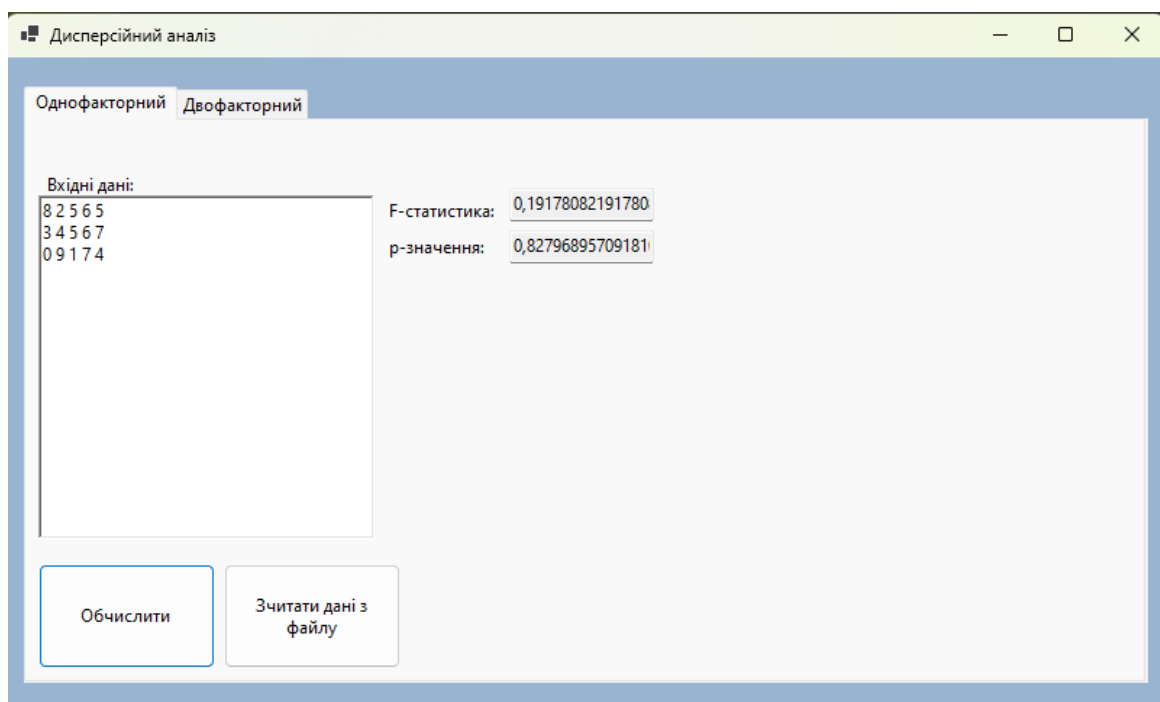 Дисперсійний аналіз
Однофакторний Двофакторний
Вхідні дані:
8 2 5 6 5
3 4 5 6 7
0 9 1 7 4
F-статистика: 0,19178082191780
р-значення: 0,8279689570918
Обчислити
Зчитати дані з
файлу